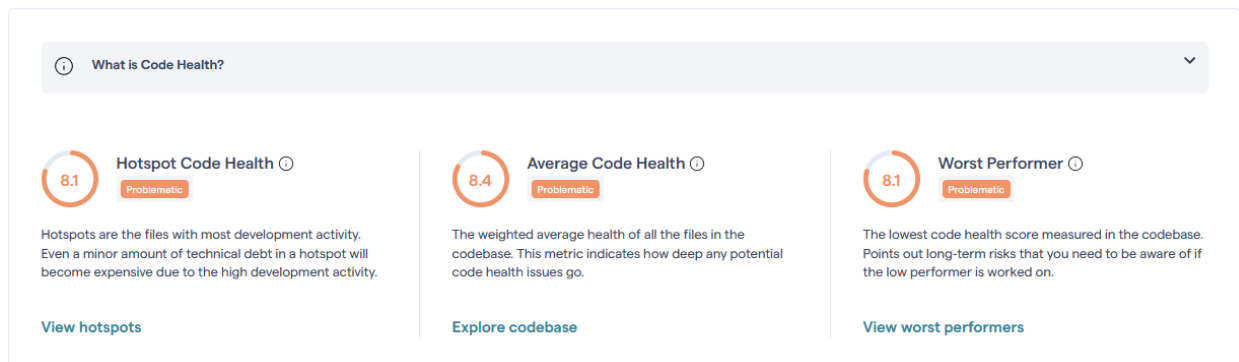 What is Code Health?
8.1
Hotspot Code Health
Problematic
Hotspots are the files with most development activity.
Even a minor amount of technical debt in a hotspot will
become expensive due to the high development activity.
View hotspots
8.4
Average Code Health
Problematic
The weighted average health of all the files in the
codebase. This metric indicates how deep any potential
code health issues go.
Explore codebase
8.1
Worst Performer
Problematic
The lowest code health score measured in the codebase.
Points out long-term risks that you need to be aware of if
the low performer is worked on.
View worst performers